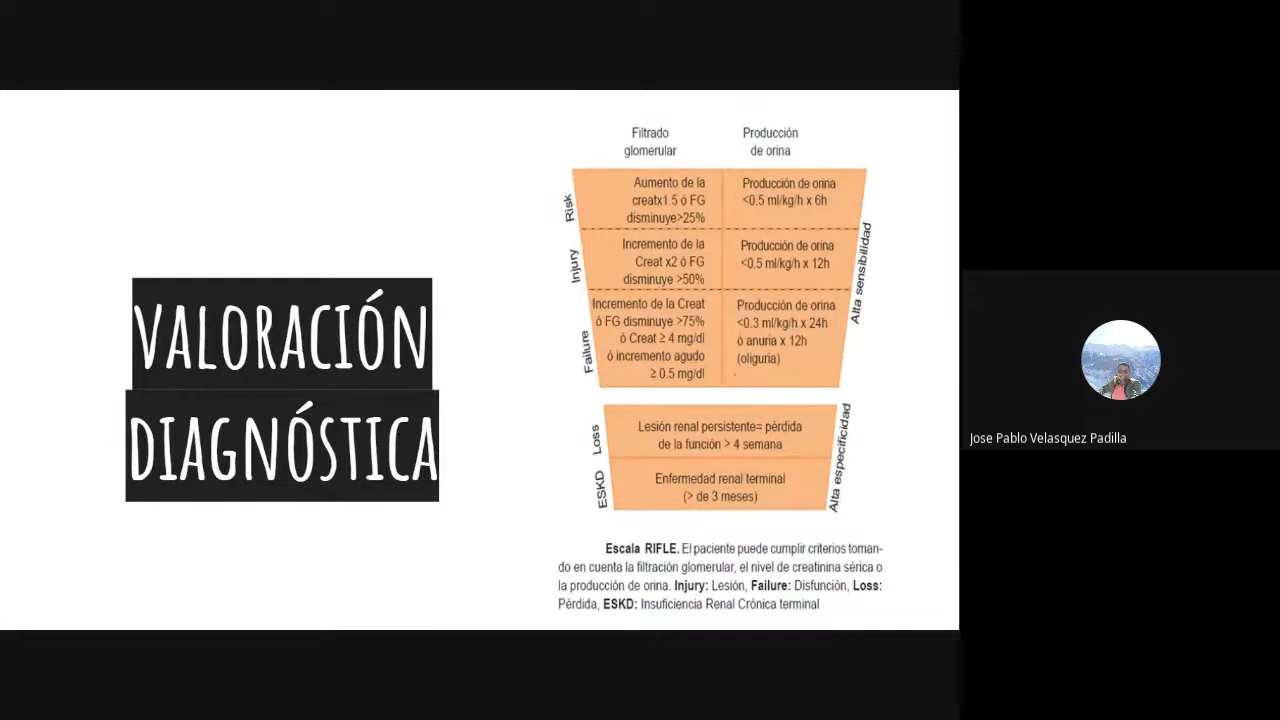 VALORACIÓN
DIAGNÓSTICA
Filtrado
glomerular
Producción
de orina
Risk
Aumento de la
creatx1.5 ó FG
disminuye>25%
Producción de orina
<0.5 ml/kg/h x 6h
Injury
Incremento de la
Creat x2 ó FG
disminuye >50%
Producción de orina
<0.5 ml/kg/h x 12h
Failure
Incremento de la Creat
ó FG disminuye >75%
ó Creat ≥ 4 mg/dl
ó incremento agudo
≥ 0.5 mg/dl
Producción de orina
<0.3 ml/kg/h x 24h
ó anuria x 12h
(oliguria)
Alta sensibilidad
Loss
Lesión renal persistente= pérdida
de la función > 4 semana
ESKD
Enfermedad renal terminal
(> de 3 meses)
Alta especificidad
Escala RIFLE. El paciente puede cumplir criterios toman-
do en cuenta la filtración glomerular, el nivel de creatinina sérica o
la producción de orina. Injury: Lesión, Failure: Disfunción, Loss:
Pérdida, ESKD: Insuficiencia Renal Crónica terminal
Jose Pablo Velasquez Padilla